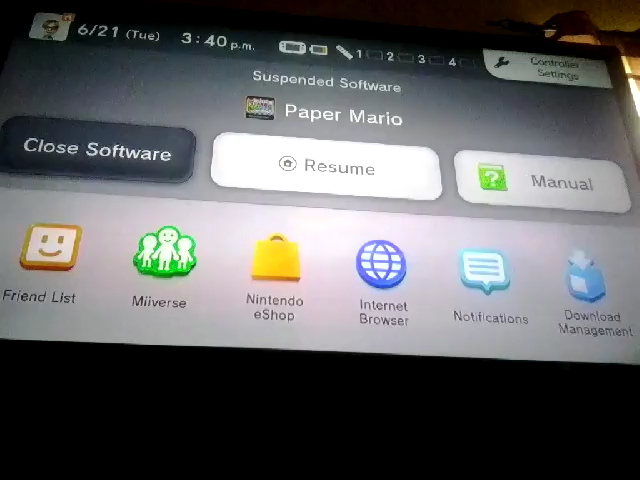 6/21 (Tue) 3:40 p.m. 1 2 3 4
Controller
Settings
Suspended Software
Paper Mario
Close Software
Resume
Manual
Friend List
Miiverse
Nintendo
eShop
Internet
Browser
Notifications
Download
Management